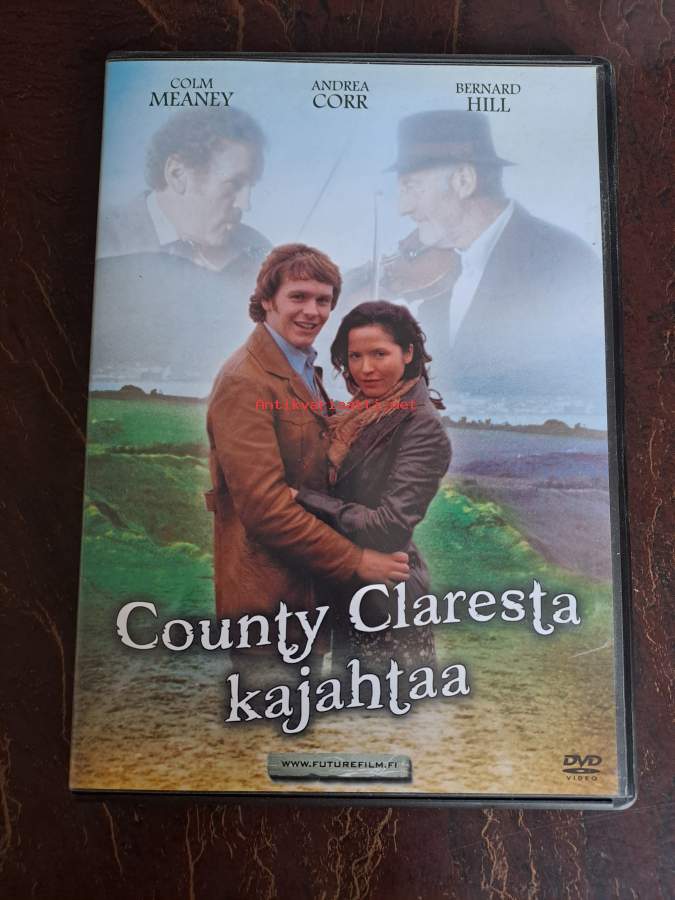 COLM
MEANEY
ANDREA
CORR
BERNARD
HILL
Antikvariaatti.net
County Claresta
kajahtaa
WWW.FUTUREFILM.FI
DVD
VIDEO